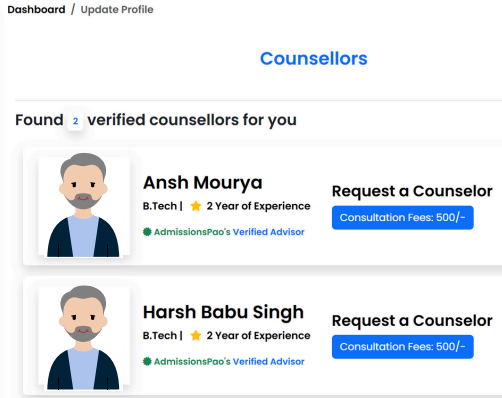 Dashboard / Update Profile
Counsellors
Found 2 verified counsellors for you
Ansh Mourya
B.Tech | 2 Year of Experience
AdmissionsPao's Verified Advisor
Request a Counselor
Consultation Fees: 500/-
Harsh Babu Singh
B.Tech | 2 Year of Experience
AdmissionsPao's Verified Advisor
Request a Counselor
Consultation Fees: 500/-